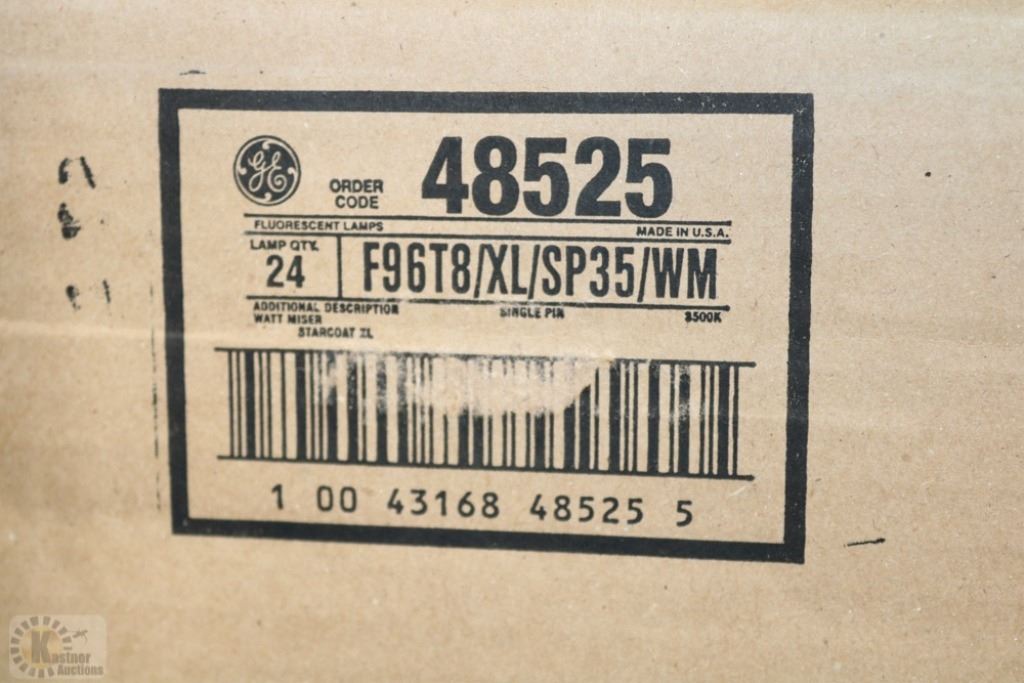 GE
ORDER CODE 48525
FLUORESCENT LAMPS MADE IN U.S.A.
LAMP QTY. 24 F96T8/XL/SP35/WM
ADDITIONAL DESCRIPTION SINGLE PIN 3500K
WATT MISER
STARCOAT XL
1 00 43168 48525 5
Kastner
Auctions